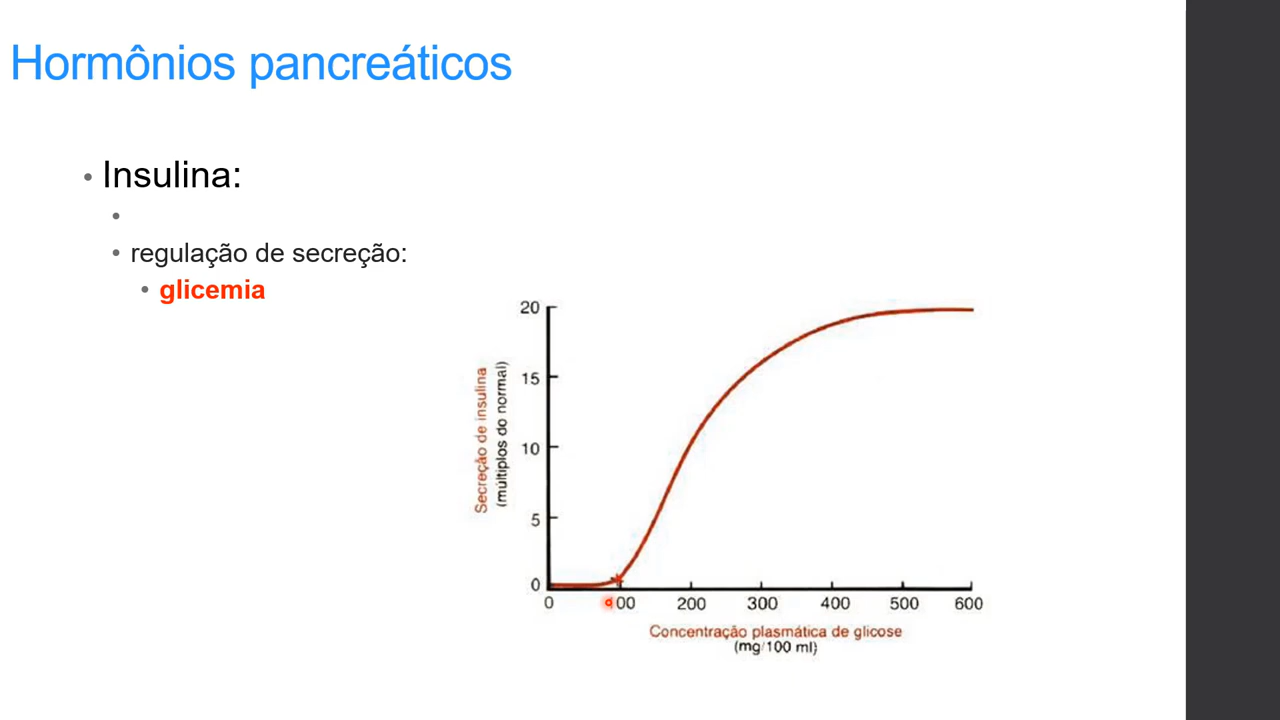 Hormônios pancreáticos
• Insulina:
•
• regulação de secreção:
• glicemia
20
15
10
5
0
Secreção de insulina
(múltiplos do normal)
0 00 200 300 400 500 600
Concentração plasmática de glicose
(mg/100 ml)